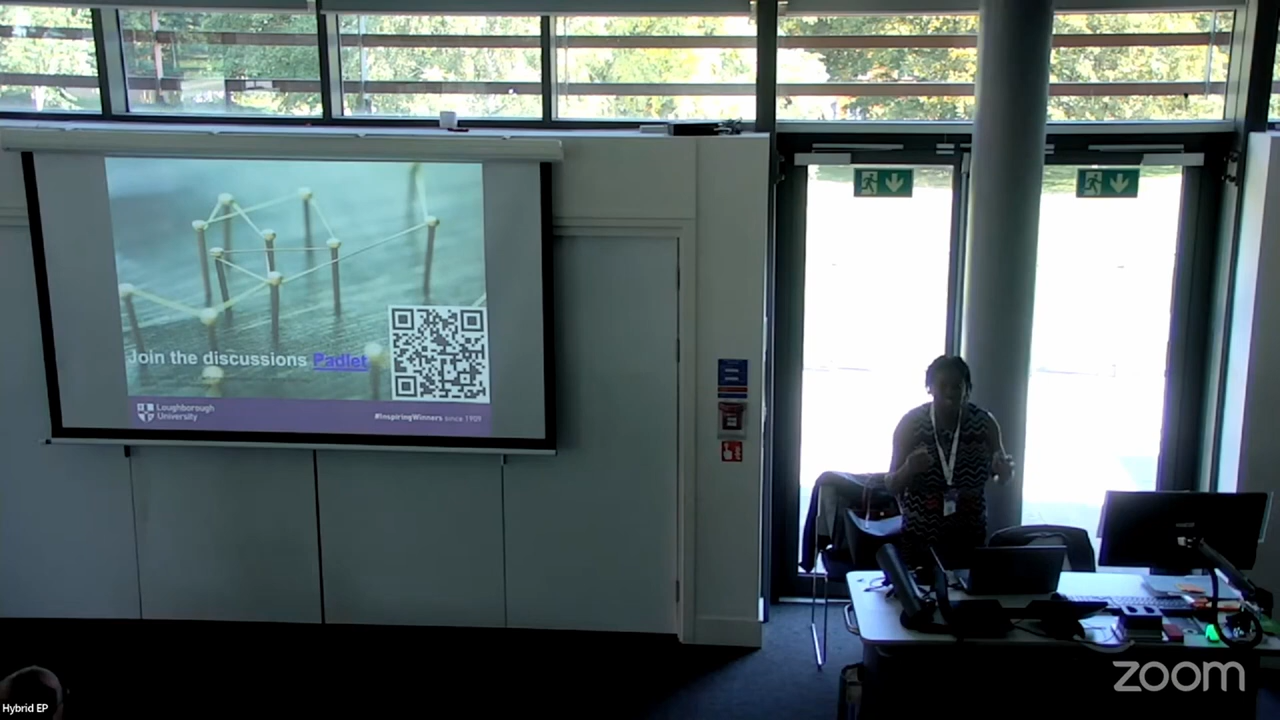 Join the discussions Padlet
Loughborough
University
#InspiringWinners since 1909
zoom
Hybrid EP